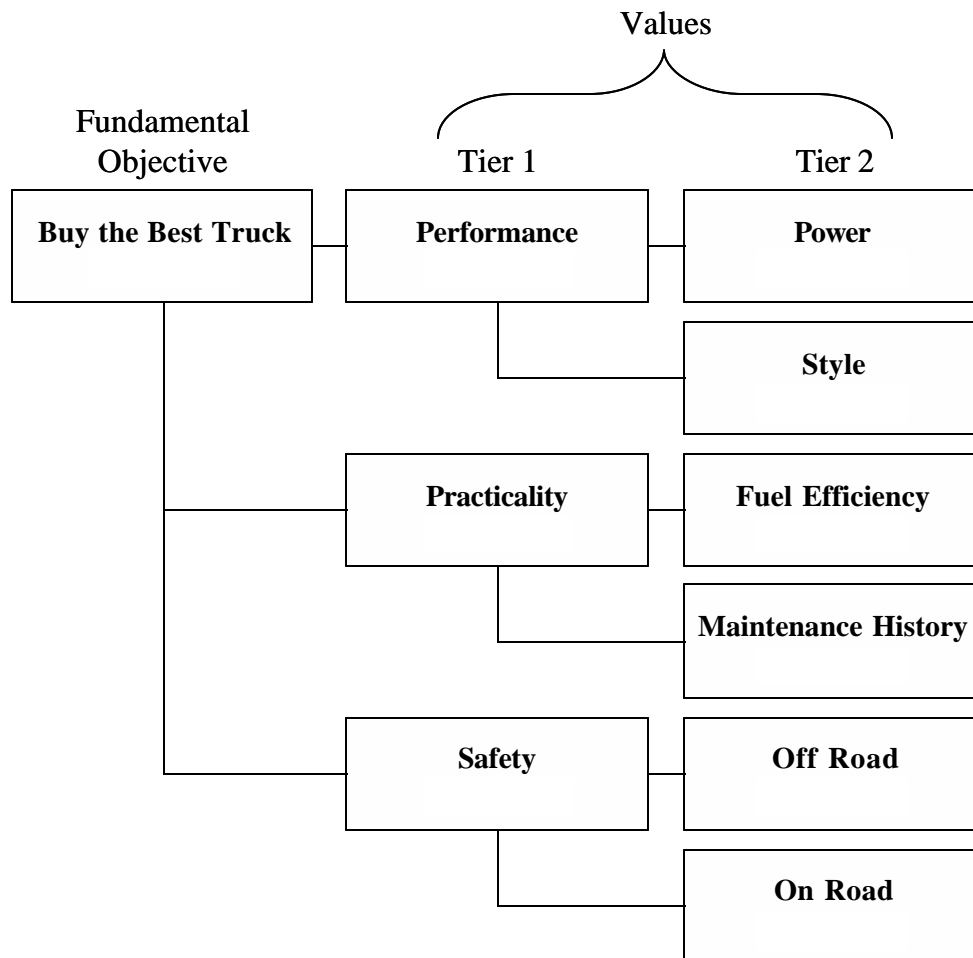 Values
Fundamental
Objective
Tier 1
Tier 2
Buy the Best Truck
Performance
Power
Style
Practicality
Fuel Efficiency
Maintenance History
Safety
Off Road
On Road